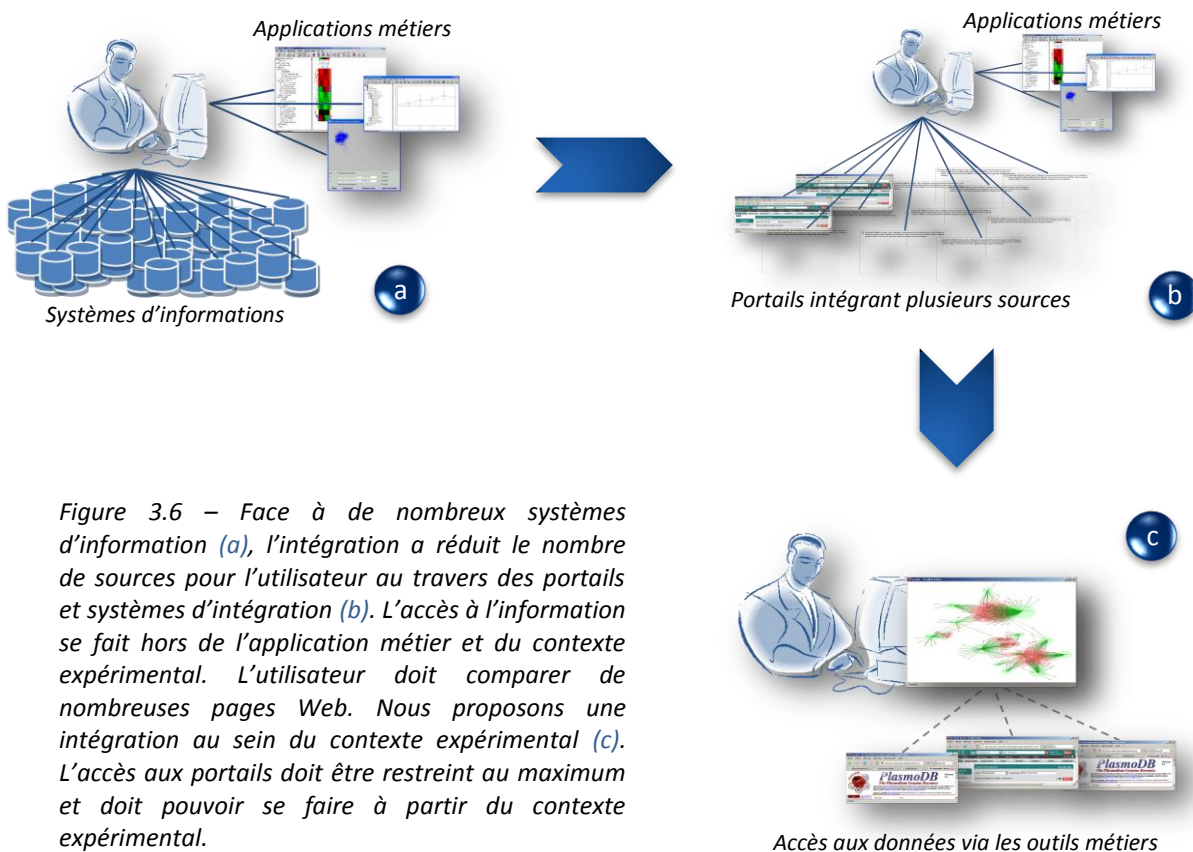 Applications métiers
Applications métiers
a
Systèmes d’informations
Portails intégrant plusieurs sources
b
Figure 3.6 – Face à de nombreux systèmes
d’information (a), l’intégration a réduit le nombre
de sources pour l’utilisateur au travers des portails
et systèmes d’intégration (b). L’accès à l’information
se fait hors de l’application métier et du contexte
expérimental. L’utilisateur doit comparer de
nombreuses pages Web. Nous proposons une
intégration au sein du contexte expérimental (c).
L’accès aux portails doit être restreint au maximum
et doit pouvoir se faire à partir du contexte
expérimental.
c
PlasmoDB
PlasmoDB
Accès aux données via les outils métiers